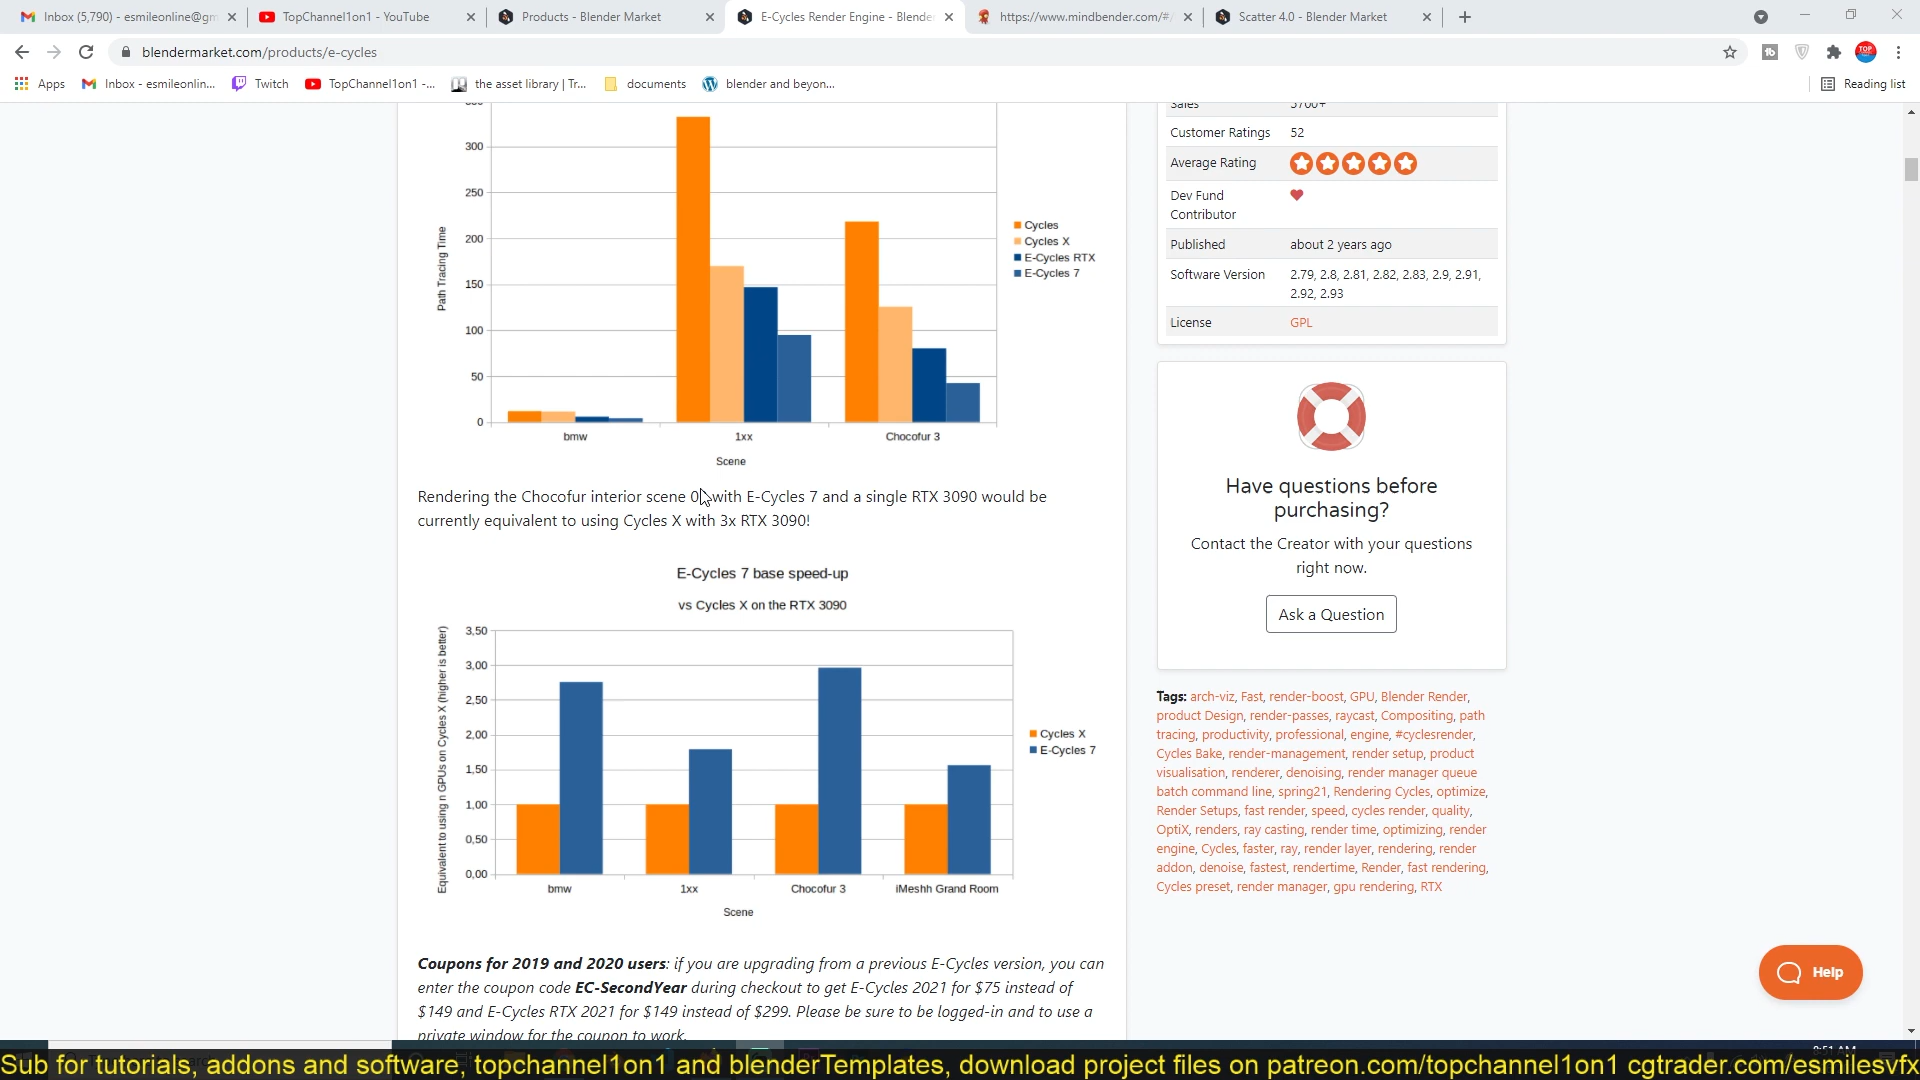 Inbox (5,790) - esmileonline@gm
TopChannel1on1 - YouTube
Products - Blender Market
E-Cycles Render Engine - Blende
https://www.mindbender.com/#/
Scatter 4.0 - Blender Market
blendermarket.com/products/e-cycles
Apps
Inbox - esmileonlin...
Twitch
TopChannel1on1 -...
the asset library | Tr...
documents
blender and beyon...
Reading list
300
250
200
150
100
50
0
Path Tracing Time
Cycles
Cycles X
E-Cycles RTX
E-Cycles 7
bmw
1xx
Chocofur 3
Scene
Rendering the Chocofur interior scene with E-Cycles 7 and a single RTX 3090 would be
currently equivalent to using Cycles X with 3x RTX 3090!
E-Cycles 7 base speed-up
vs Cycles X on the RTX 3090
Equivalent to using n GPUs on Cycles X (higher is better)
3,50
3,00
2,50
2,00
1,50
1,00
0,50
0,00
Cycles X
E-Cycles 7
bmw
1xx
Chocofur 3
iMeshh Grand Room
Scene
Coupons for 2019 and 2020 users: if you are upgrading from a previous E-Cycles version, you can
enter the coupon code EC-SecondYear during checkout to get E-Cycles 2021 for $75 instead of
$149 and E-Cycles RTX 2021 for $149 instead of $299. Please be sure to be logged-in and to use a
private window for the coupon to work.
Sales 5700+
Customer Ratings 52
Average Rating
Dev Fund
Contributor
Published about 2 years ago
Software Version 2.79, 2.8, 2.81, 2.82, 2.83, 2.9, 2.91,
2.92, 2.93
License GPL
Have questions before
purchasing?
Contact the Creator with your questions
right now.
Ask a Question
Tags: arch-viz, Fast, render-boost, GPU, Blender Render,
product Design, render-passes, raycast, Compositing, path
tracing, productivity, professional, engine, #cyclesrender,
Cycles Bake, render-management, render setup, product
visualisation, renderer, denoising, render manager queue
batch command line, spring21, Rendering Cycles, optimize,
Render Setups, fast render, speed, cycles render, quality,
OptiX, renders, ray casting, render time, optimizing, render
engine, Cycles, faster, ray, render layer, rendering, render
addon, denoise, fastest, rendertime, Render, fast rendering,
Cycles preset, render manager, gpu rendering, RTX
Help
8:51 AM
Sub for tutorials, addons and software; topchannel1on1 and blenderTemplates, download project files on patreon.com/topchannel1on1 cgtrader.com/esmilesvfx